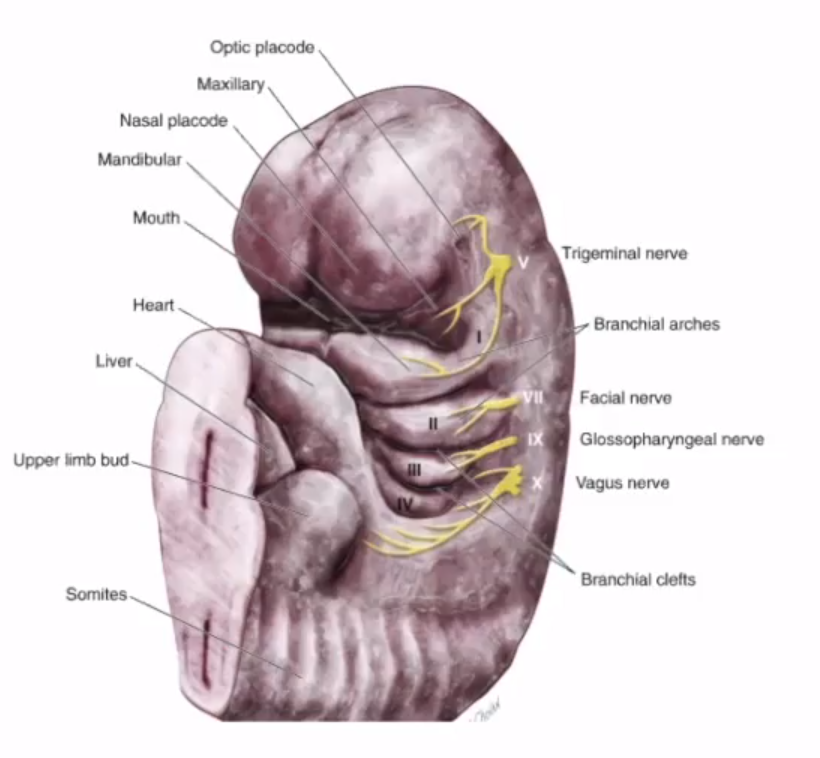 Optic placode
Maxillary
Nasal placode
Mandibular
Mouth
Heart
Liver
Upper limb bud
Somites
V
Trigeminal nerve
I
Branchial arches
VII
Facial nerve
II
IX
Glossopharyngeal nerve
III
X
Vagus nerve
IV
Branchial clefts